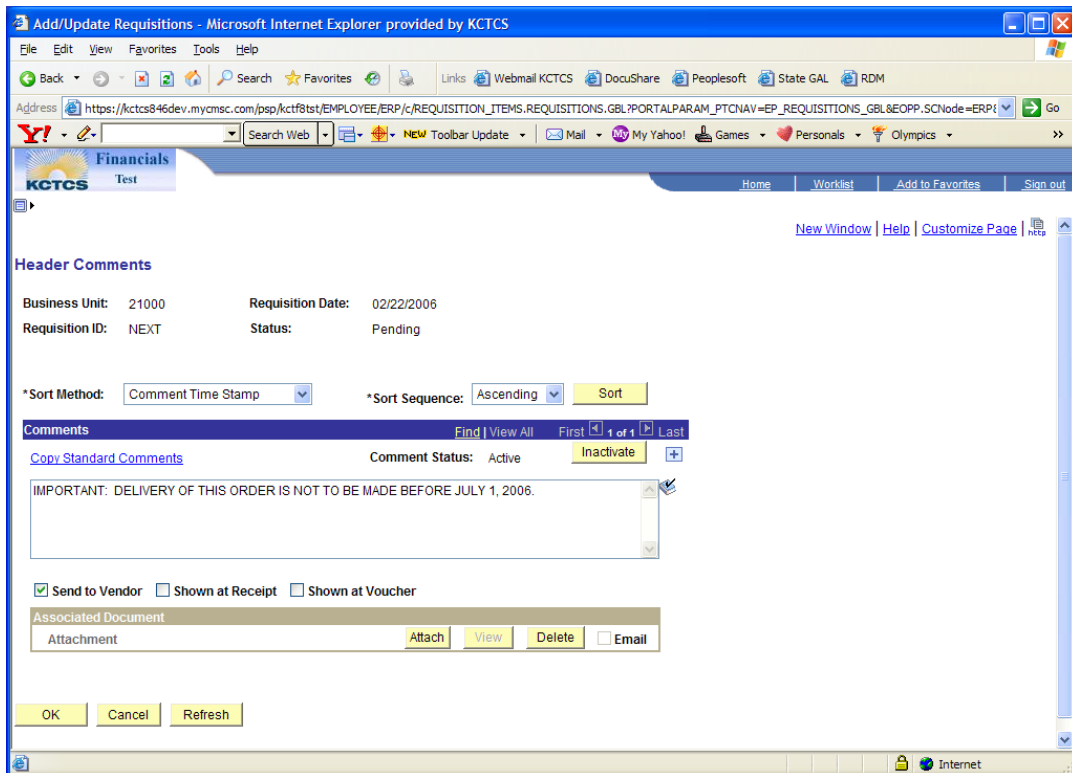 Add/Update Requisitions - Microsoft Internet Explorer provided by KCTCS
File Edit View Favorites Tools Help
Back Search Favorites Links Webmail KCTCS DocuShare Peoplesoft State GAL RDM
Address https://kctcs846dev.mycmsc.com/psp/kctf8tst/EMPLOYEE/ERP/c/REQUISITION_ITEMS.REQUISITIONS.GBL?PORTALPARAM_PTCNAV=EP_REQUISITIONS_GBL&EOPP.SCNode=ERP& Go
Y! Search Web NEW Toolbar Update Mail My My Yahoo! Games Personals Olympics »
Financials
KCTCS Test
Home Worklist Add to Favorites Sign out
New Window | Help | Customize Page | http
Header Comments
Business Unit: 21000 Requisition Date: 02/22/2006
Requisition ID: NEXT Status: Pending
*Sort Method: Comment Time Stamp *Sort Sequence: Ascending Sort
Comments Find | View All First 1 of 1 Last
Copy Standard Comments Comment Status: Active Inactivate
IMPORTANT: DELIVERY OF THIS ORDER IS NOT TO BE MADE BEFORE JULY 1, 2006.
Send to Vendor Shown at Receipt Shown at Voucher
Associated Document
Attachment Attach View Delete Email
OK Cancel Refresh
Internet